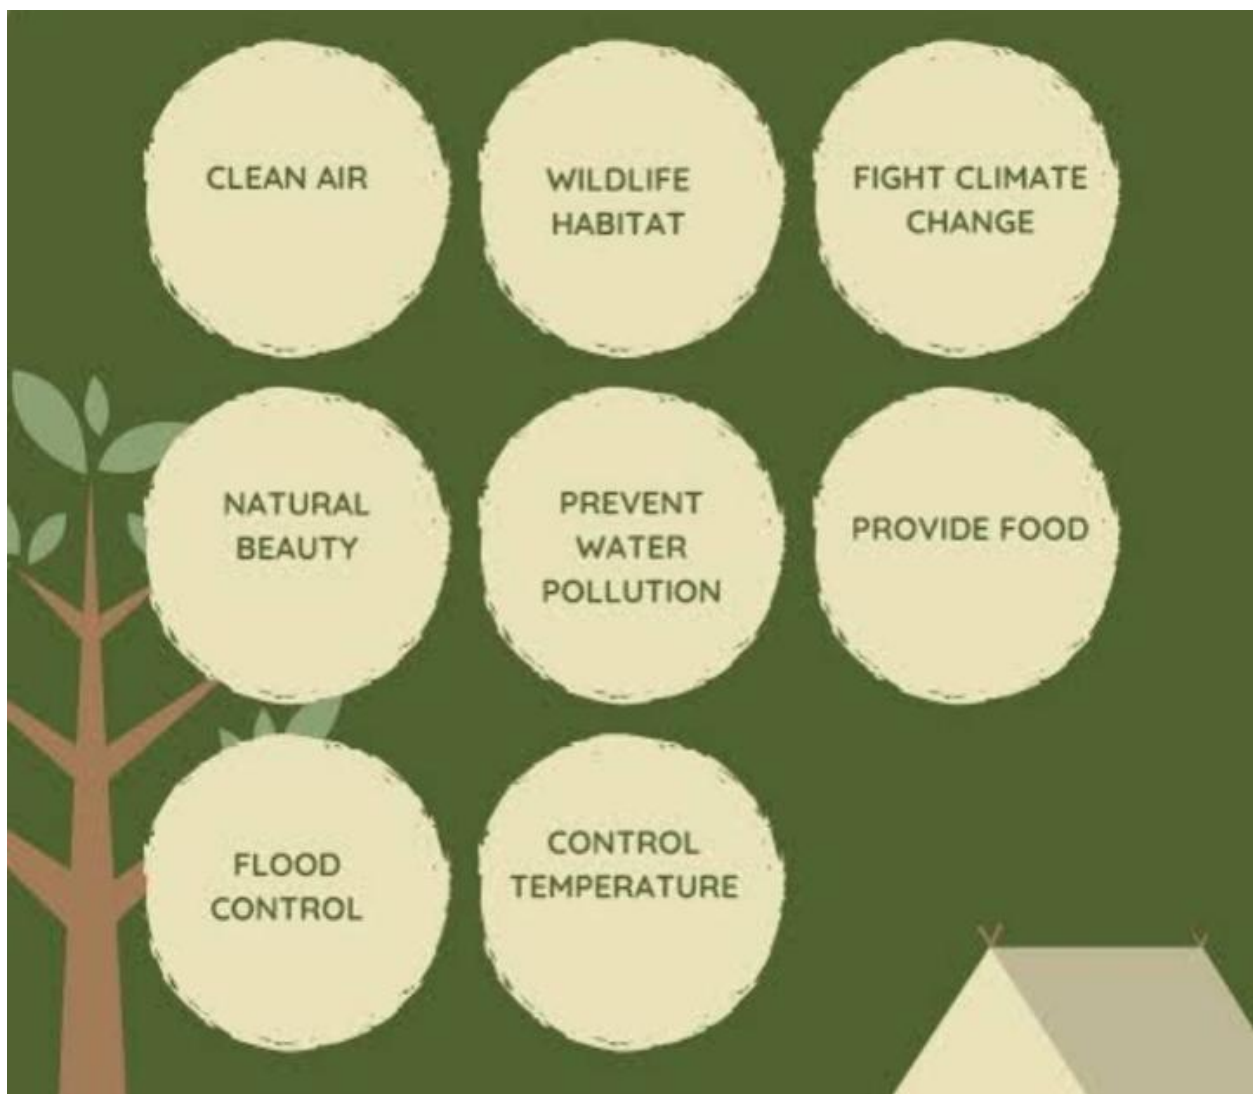 CLEAN AIR
WILDLIFE
HABITAT
FIGHT CLIMATE
CHANGE
NATURAL
BEAUTY
PREVENT
WATER
POLLUTION
PROVIDE FOOD
FLOOD
CONTROL
CONTROL
TEMPERATURE